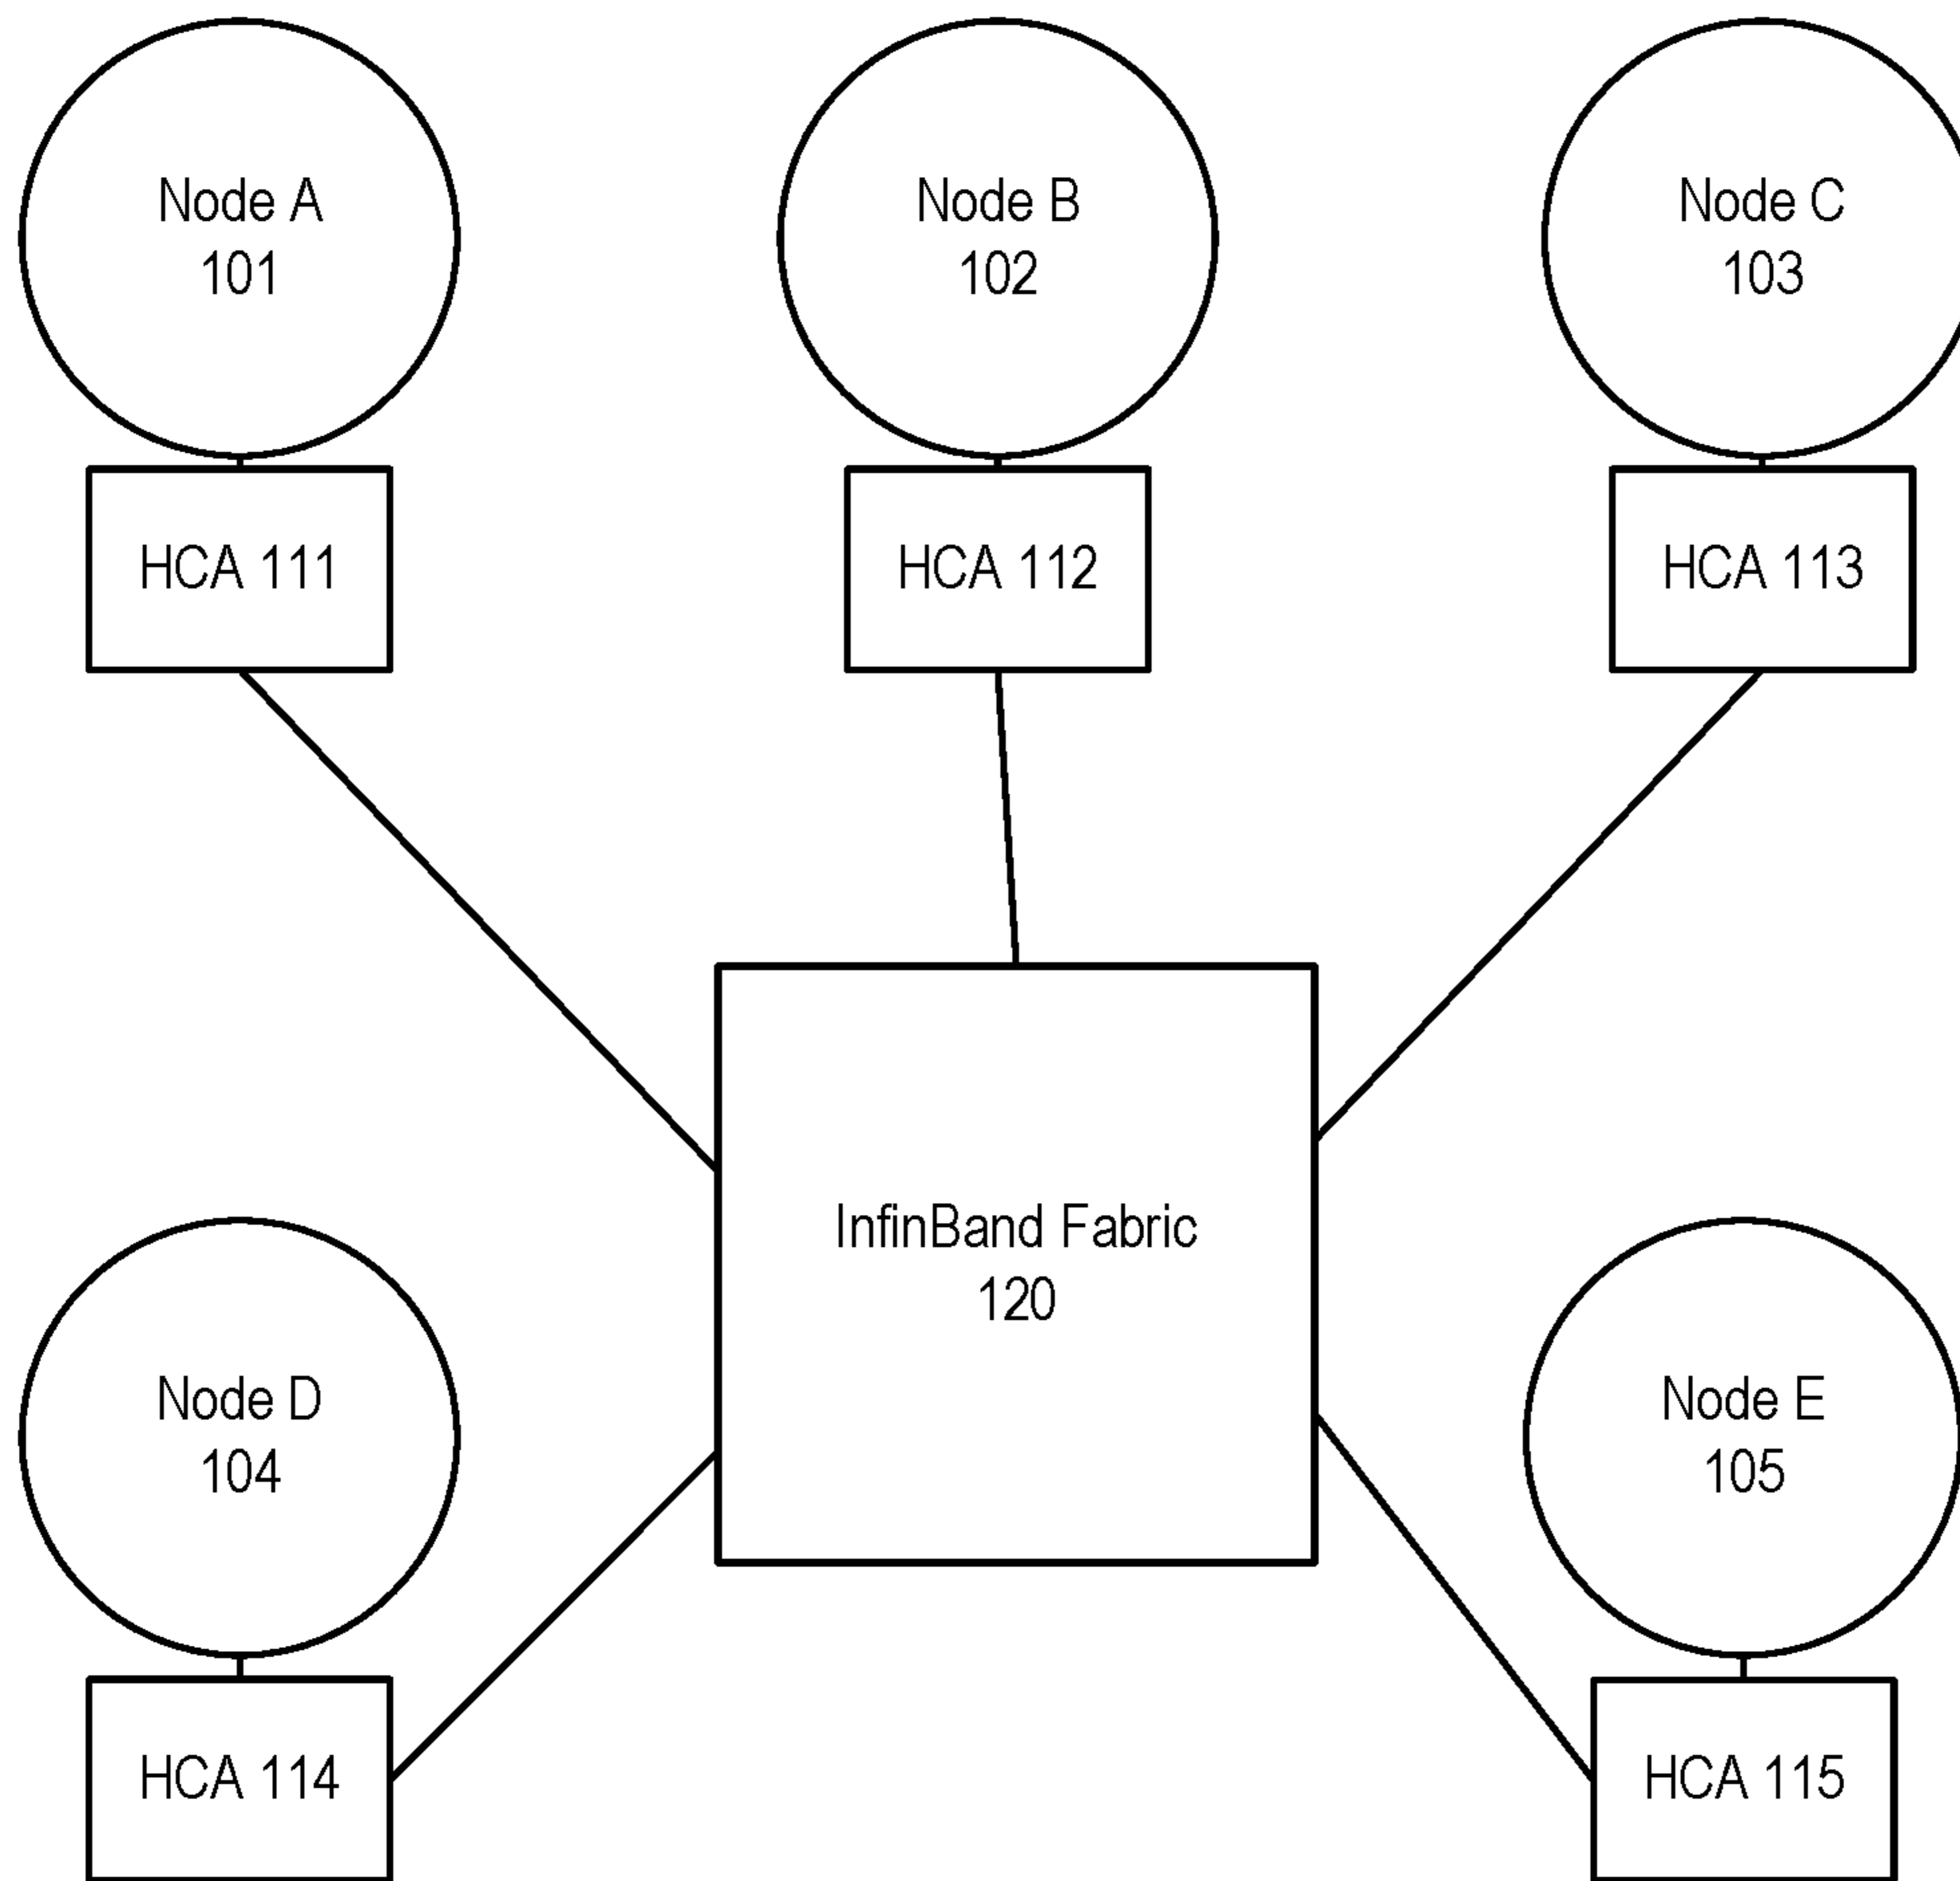 Node A
101
Node B
102
Node C
103
HCA 111
HCA 112
HCA 113
InfinBand Fabric
120
Node D
104
Node E
105
HCA 114
HCA 115